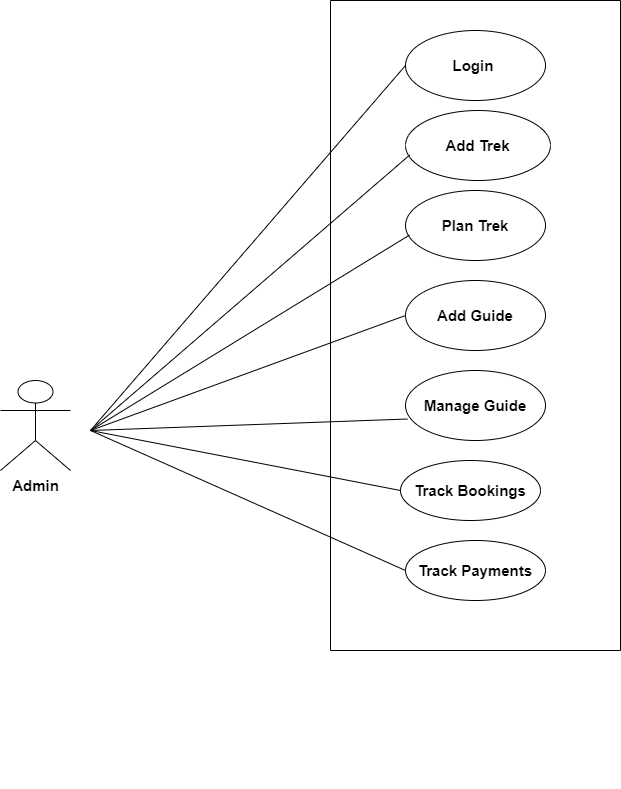 Login
Add Trek
Plan Trek
Add Guide
Manage Guide
Track Bookings
Admin
Track Payments